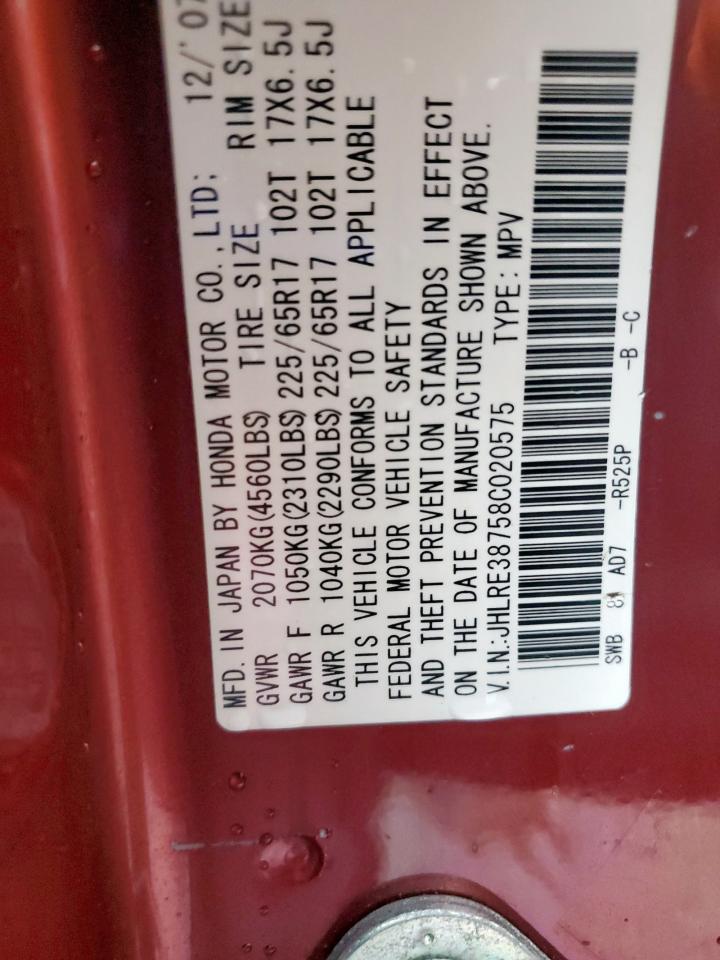 MFD. IN JAPAN BY HONDA MOTOR CO., LTD; 12/'07
GVWR 2070KG(4560LBS) TIRE SIZE RIM SIZE
GAWR F 1050KG(2310LBS) 225/65R17 102T 17X6.5J
GAWR R 1040KG(2290LBS) 225/65R17 102T 17X6.5J
THIS VEHICLE CONFORMS TO ALL APPLICABLE
FEDERAL MOTOR VEHICLE SAFETY
AND THEFT PREVENTION STANDARDS IN EFFECT
ON THE DATE OF MANUFACTURE SHOWN ABOVE.
V.I.N.:JHLRE38758C020575 TYPE: MPV
SWB AD7 -R525P -B -C